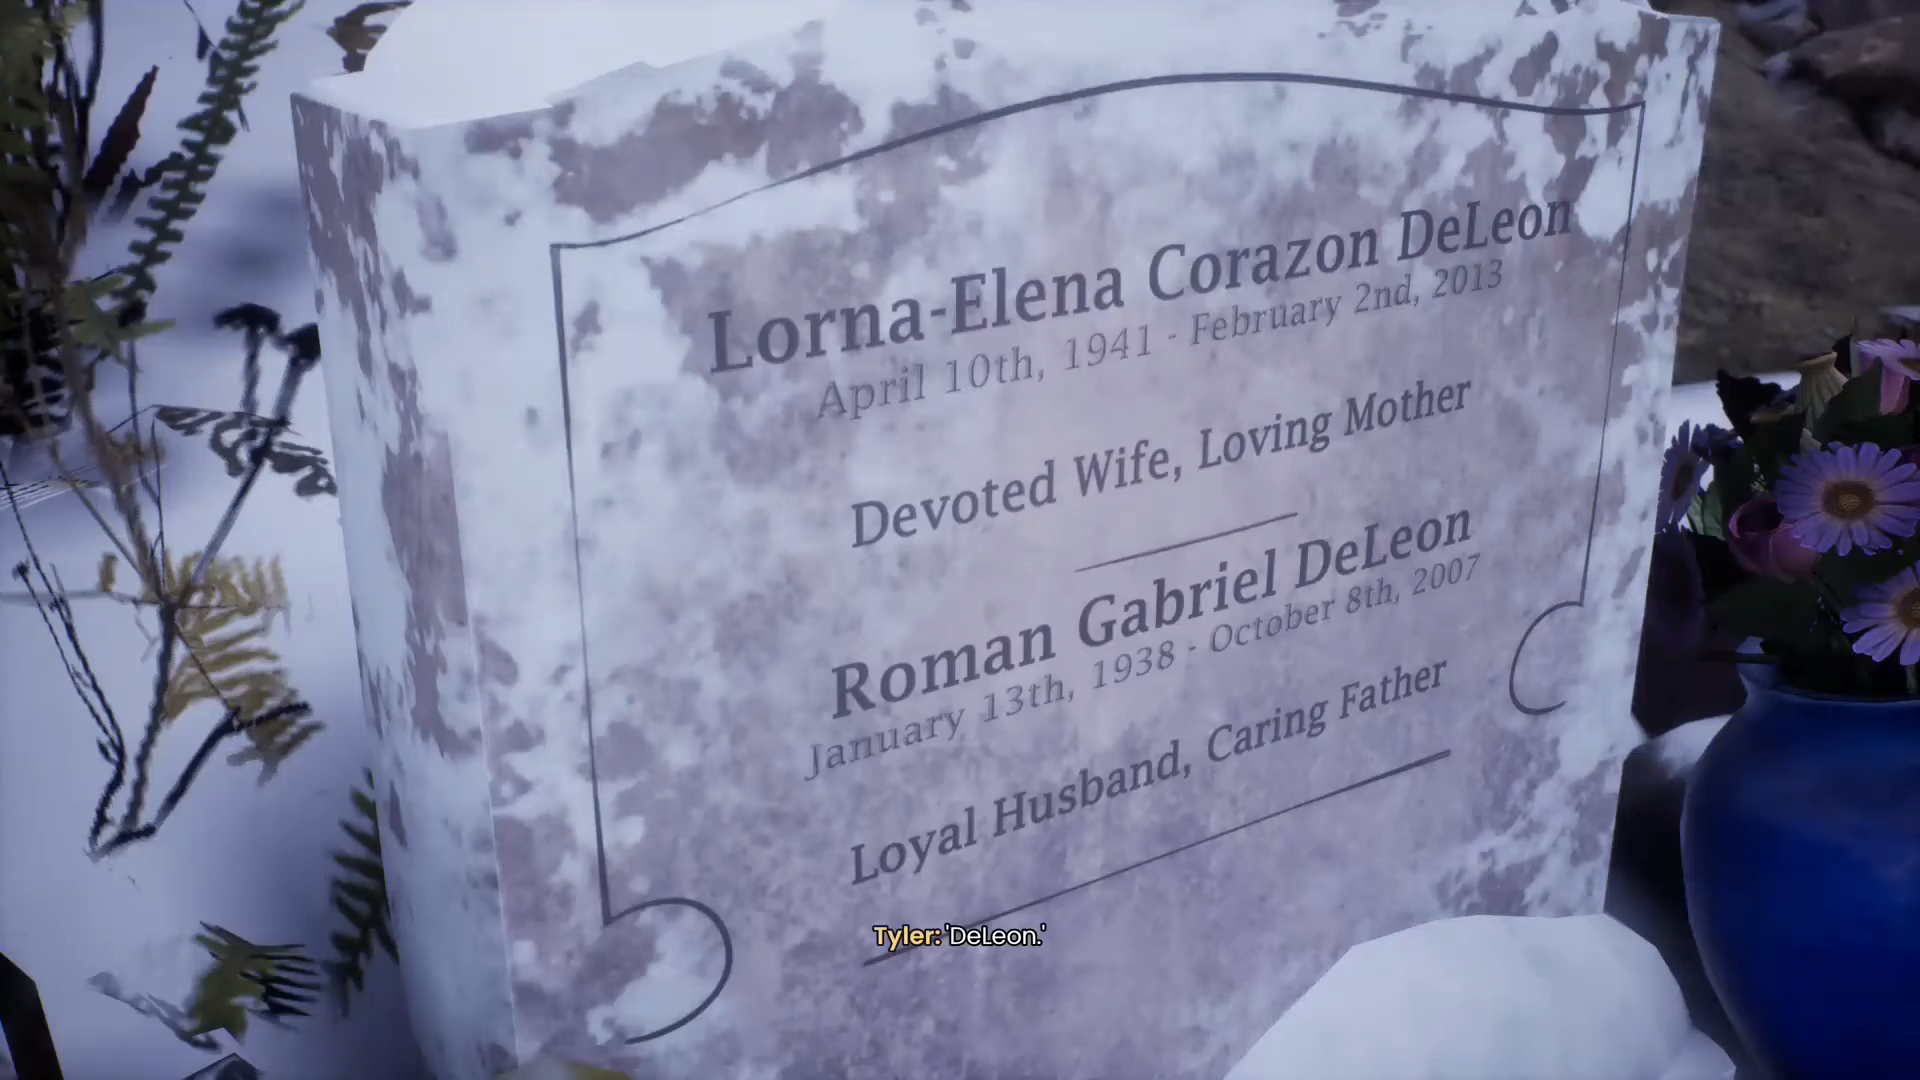 Lorna-Elena Corazon DeLeon
April 10th, 1941 - February 2nd, 2013
Devoted Wife, Loving Mother
Roman Gabriel DeLeon
January 13th, 1938 - October 8th, 2007
Loyal Husband, Caring Father
Tyler: 'DeLeon.'